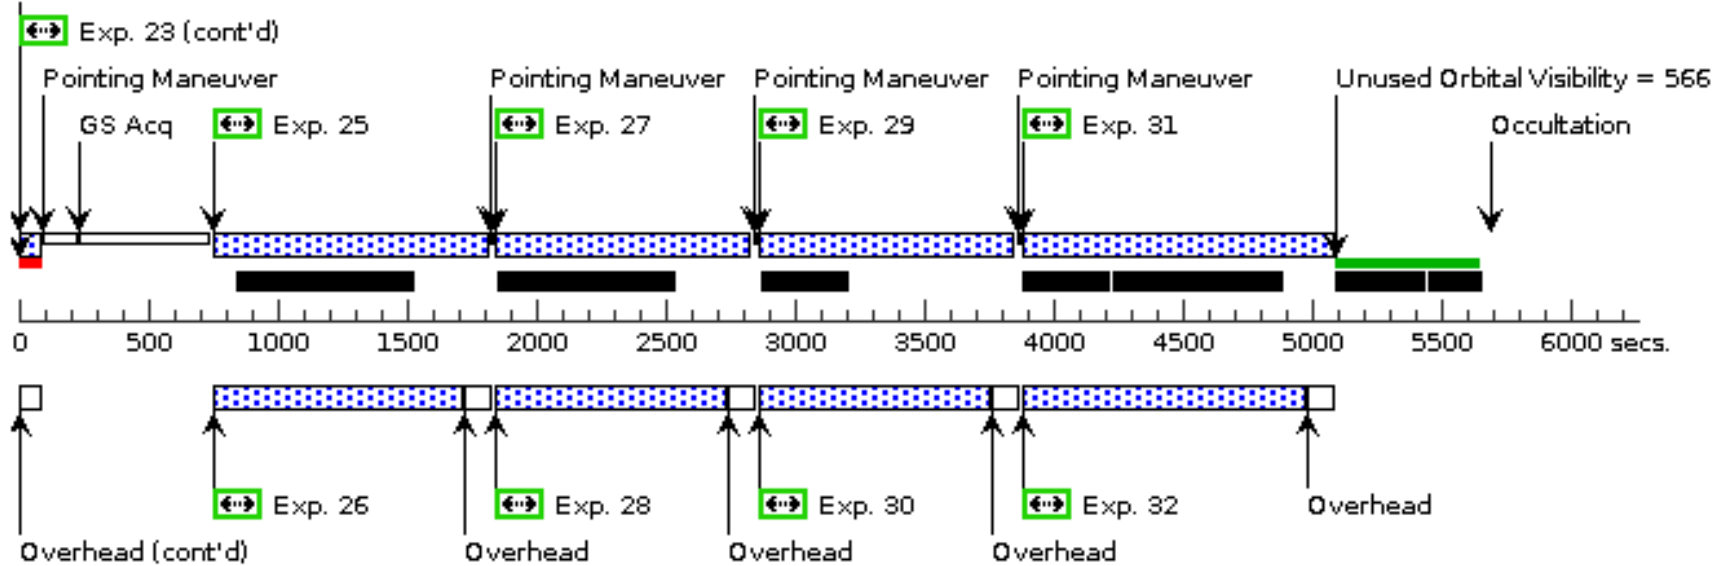 Exp. 23 (cont'd)
Pointing Maneuver Pointing Maneuver Pointing Maneuver Pointing Maneuver Unused Orbital Visibility = 566
GS Acq Exp. 25 Exp. 27 Exp. 29 Exp. 31 Occultation
0 500 1000 1500 2000 2500 3000 3500 4000 4500 5000 5500 6000 secs.
Exp. 26 Exp. 28 Exp. 30 Exp. 32 Overhead
Overhead (cont'd) Overhead Overhead Overhead